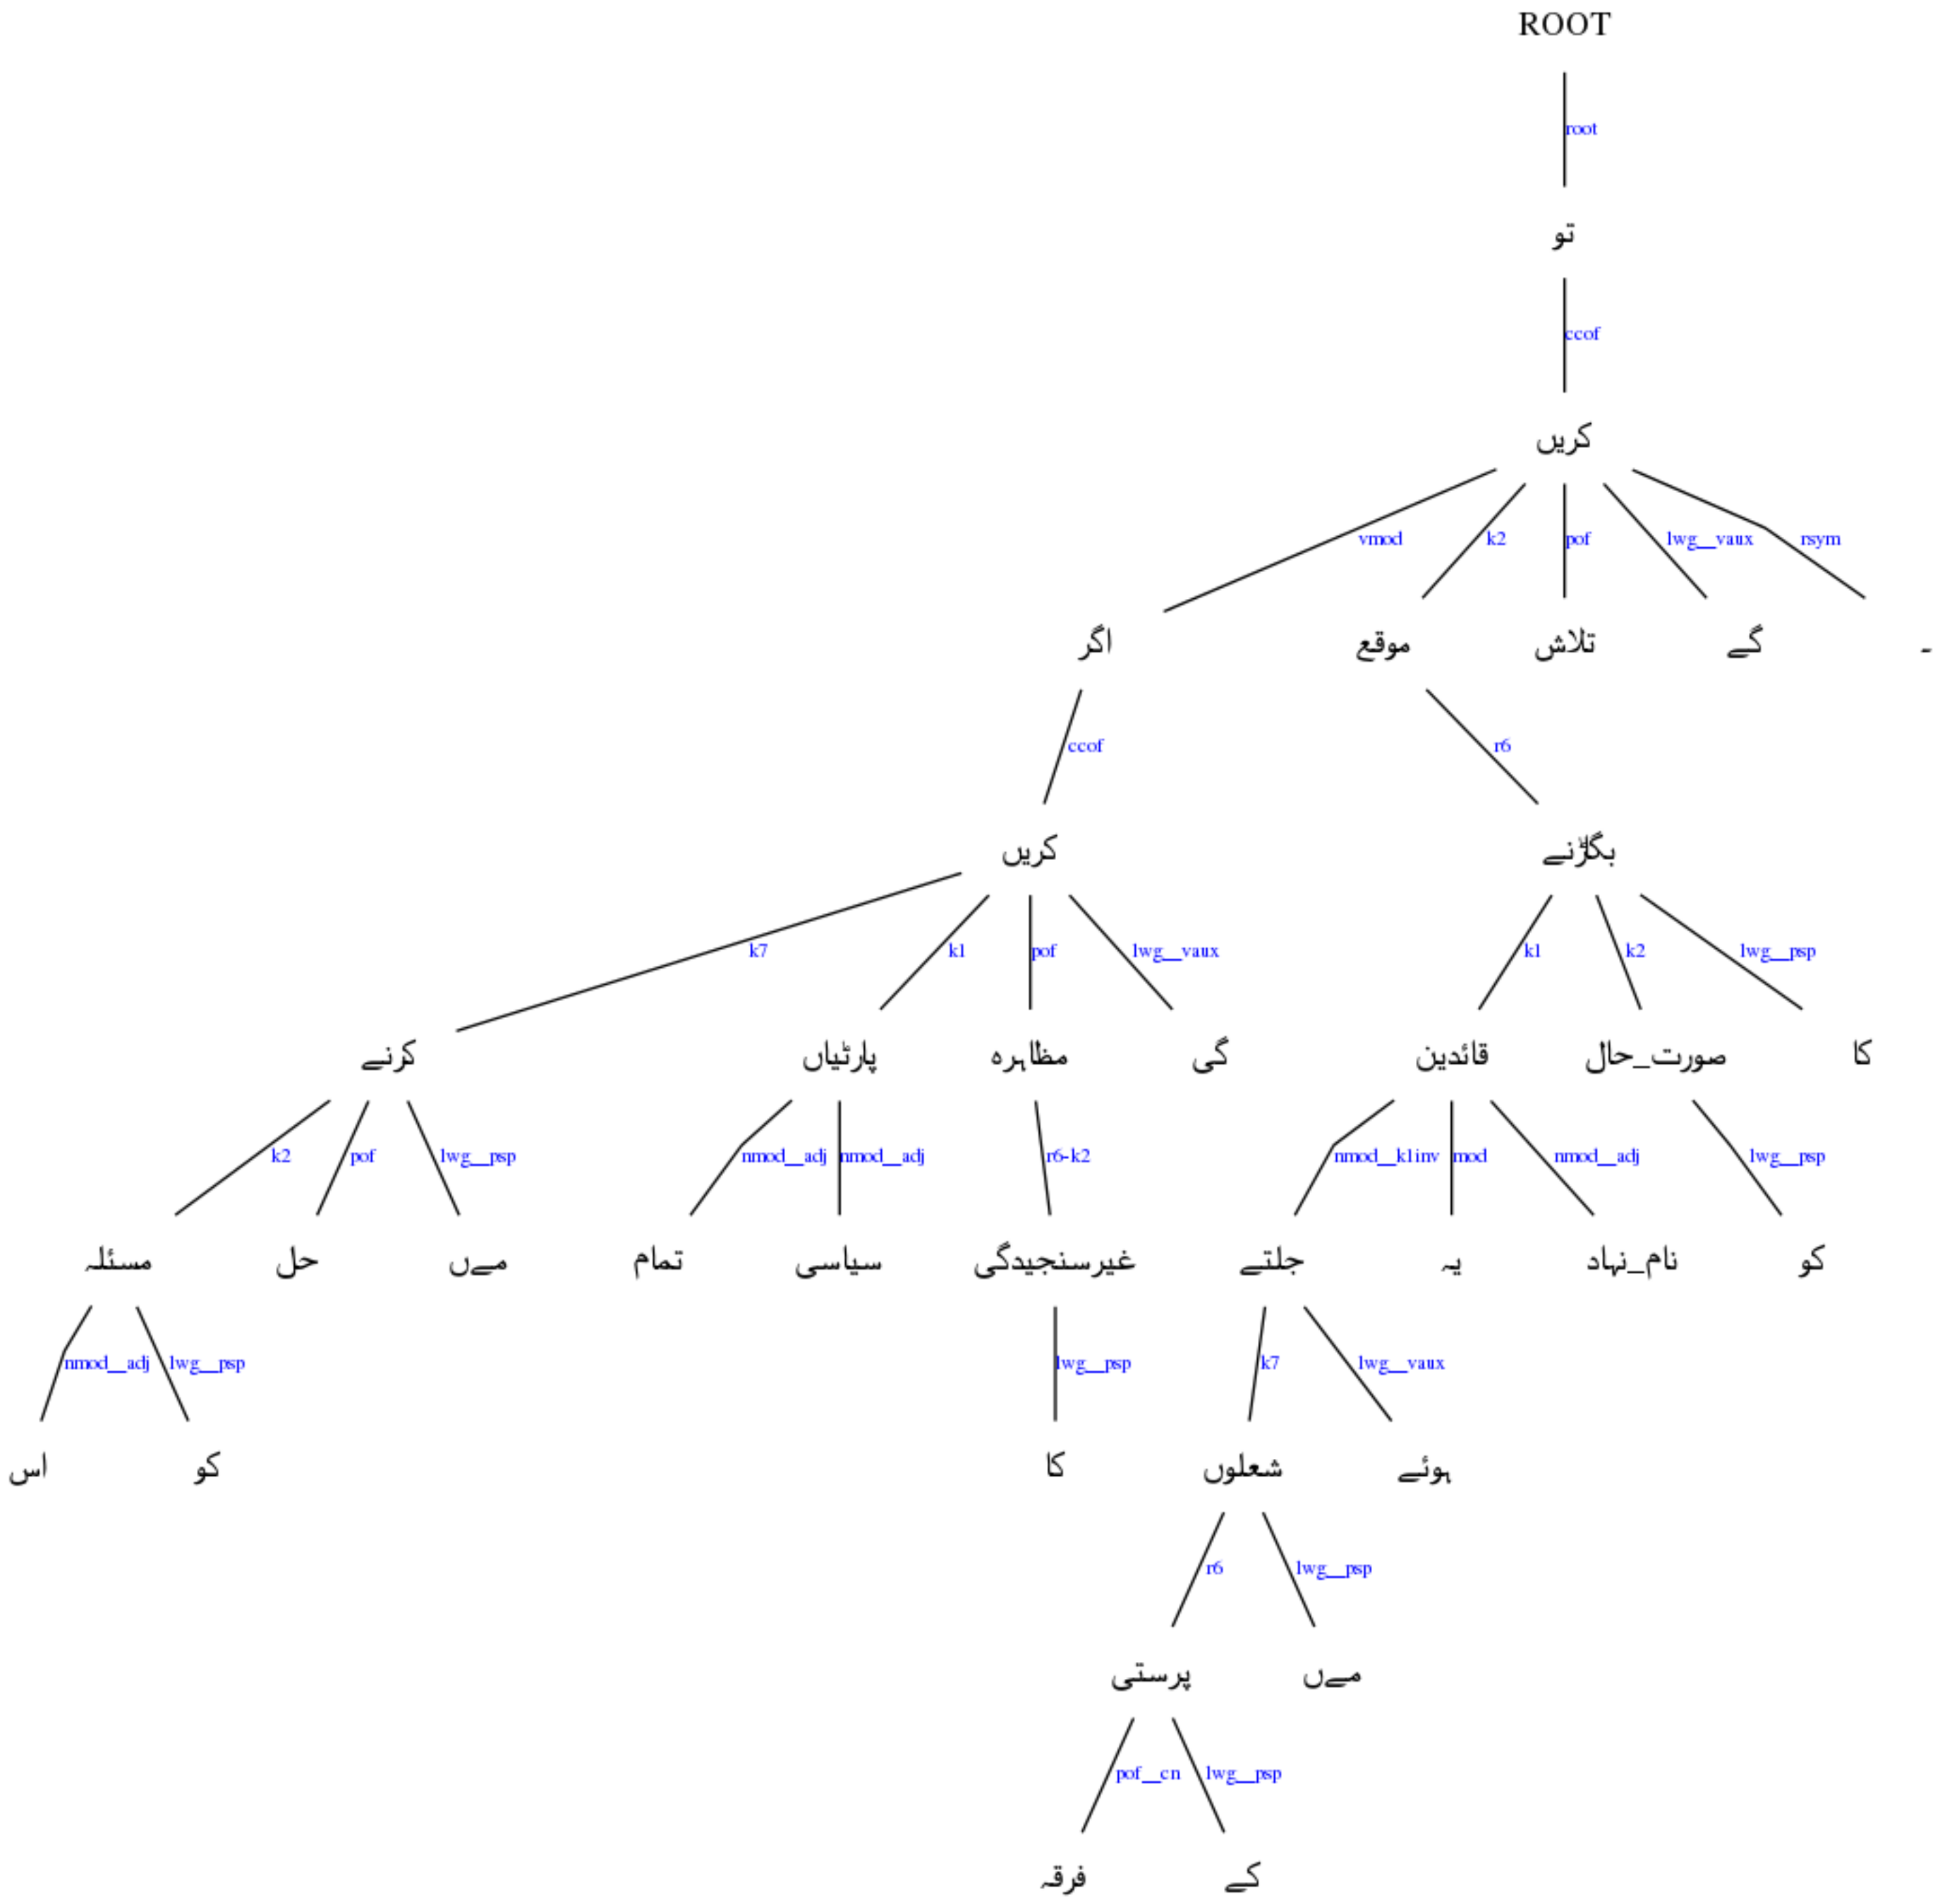 ROOT
root
تو
ccof
کریں
vmod k2 pof lwg__vaux rsym
اگر موقع تلاش گے ۔
ccof r6
کریں بگڑنے
k7 k1 pof lwg__vaux k1 k2 lwg__psp
کرنے پارٹیاں مظاہرہ گی قائدین صورت_حال کا
k2 pof lwg__psp nmod__adj nmod__adj r6-k2 nmod__k1inv mod nmod__adj lwg__psp
مسئلہ حل مےں تمام سیاسی غیرسنجیدگی جلتے یہ نام_نہاد کو
nmod__adj lwg__psp lwg__psp k7 lwg__vaux
اس کو کا شعلوں ہوئے
r6 lwg__psp
پرستی مےں
pof__cn lwg__psp
فرقہ کے